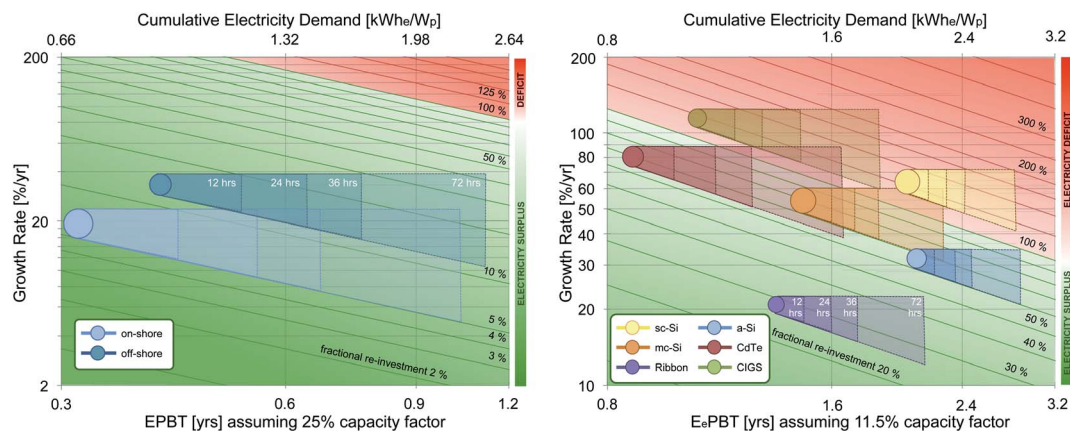 Cumulative Electricity Demand [kWhe/Wp]
0.66 1.32 1.98 2.64
200
20
2
Growth Rate [%/yr]
125 %
100 %
50 %
10 %
5 %
4 %
3 %
fractional re-investment 2 %
12 hrs 24 hrs 36 hrs 72 hrs
on-shore
off-shore
0.3 0.6 0.9 1.2
EPBT [yrs] assuming 25% capacity factor
DEFICIT
ELECTRICITY SURPLUS
Cumulative Electricity Demand [kWhe/Wp]
0.8 1.6 2.4 3.2
200
100
80
60
50
40
30
20
10
Growth Rate [%/yr]
300 %
200 %
100 %
50 %
40 %
30 %
fractional re-investment 20 %
12 hrs
24 hrs
36 hrs
72 hrs
sc-Si a-Si
mc-Si CdTe
Ribbon CIGS
0.8 1.6 2.4 3.2
EePBT [yrs] assuming 11.5% capacity factor
ELECTRICITY DEFICIT
ELECTRICITY SURPLUS